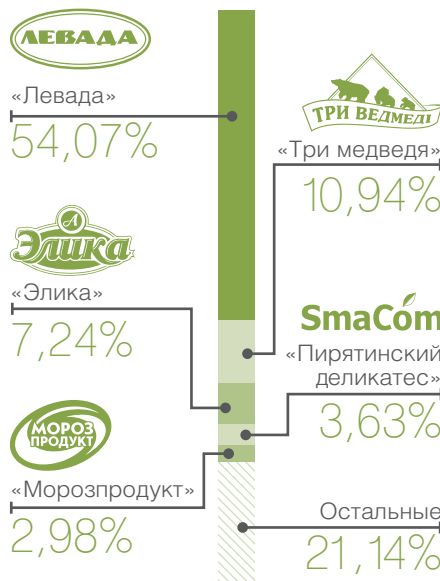 ЛЕВАДА
«Левада»
54,07%
ТРИ ВЕДМЕДІ
«Три медведя»
10,94%
Элика
«Элика»
7,24%
SmaCom
«Пирятинский
деликатес»
3,63%
МОРОЗ
ПРОДУКТ
«Морозпродукт»
2,98%
Остальные
21,14%